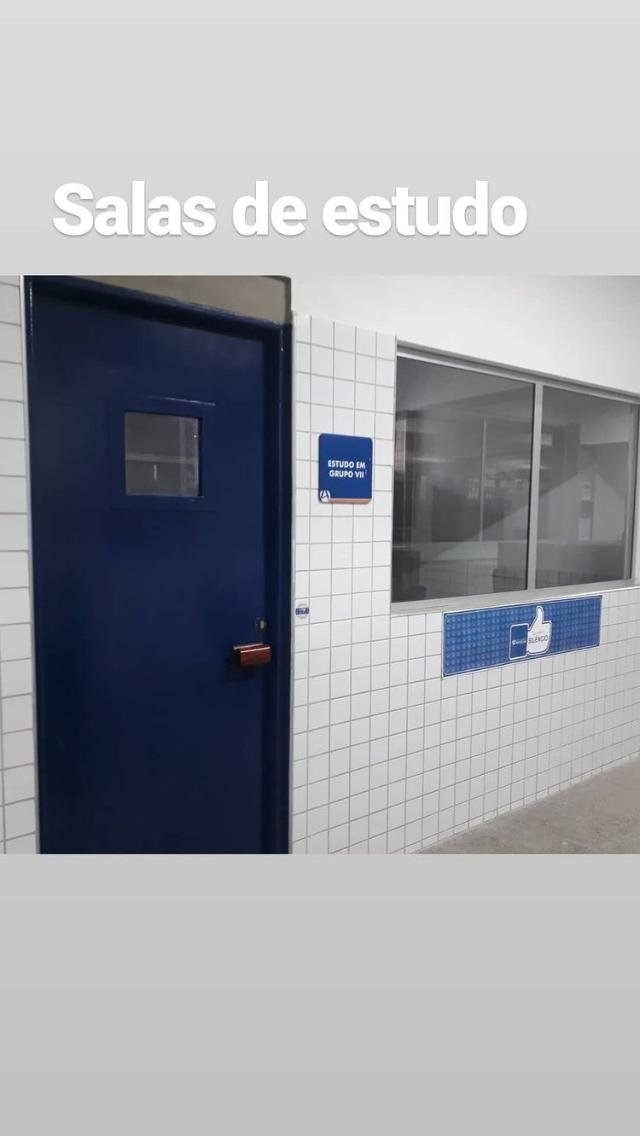 Salas de estudo
ESTUDO EM
GRUPO VII
SILÊNCIO